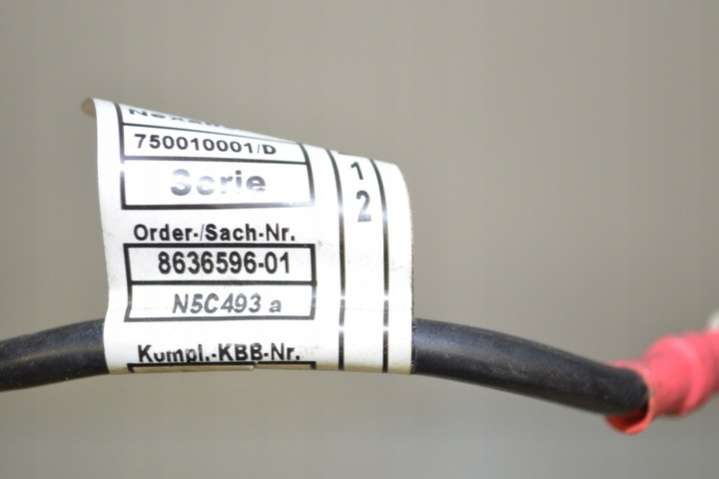 750010001/D
Serie
1
2
Order-/Sach-Nr.
8636596-01
N5C493 a
Kompl.-KBB-Nr.